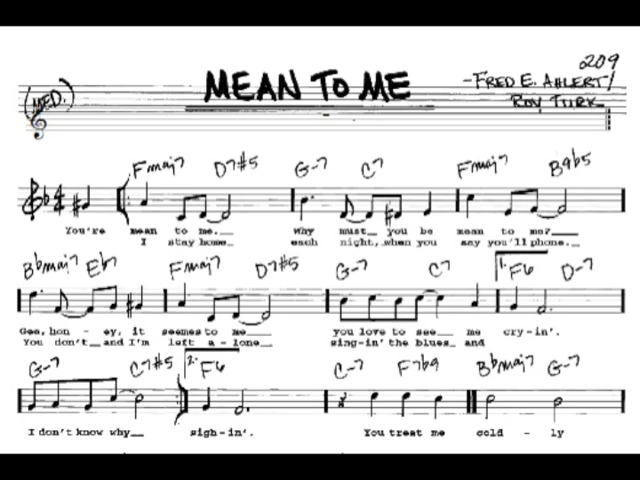 209
MEAN TO ME
(MED.)
-FRED E. AHLERT/
ROY TURK
Fmaj7 D7#5 G-7 C7 Fmaj7 B9b5
You're mean to me. why must you be mean to me?
I stay home each night, when you say you'll phone.
Bbmaj7 Eb7 Fmaj7 D7#5 G-7 C7 1. F6 D-7
Gee, hon - ey, it seems to me you love to see me cry-in'.
You don't and I'm left a - lone sing-in' the blues and
G-7 C7#5 2. F6 C-7 F7b9 Bbmaj7 G-7
I don't know why sigh-in'. You treat me cold - ly